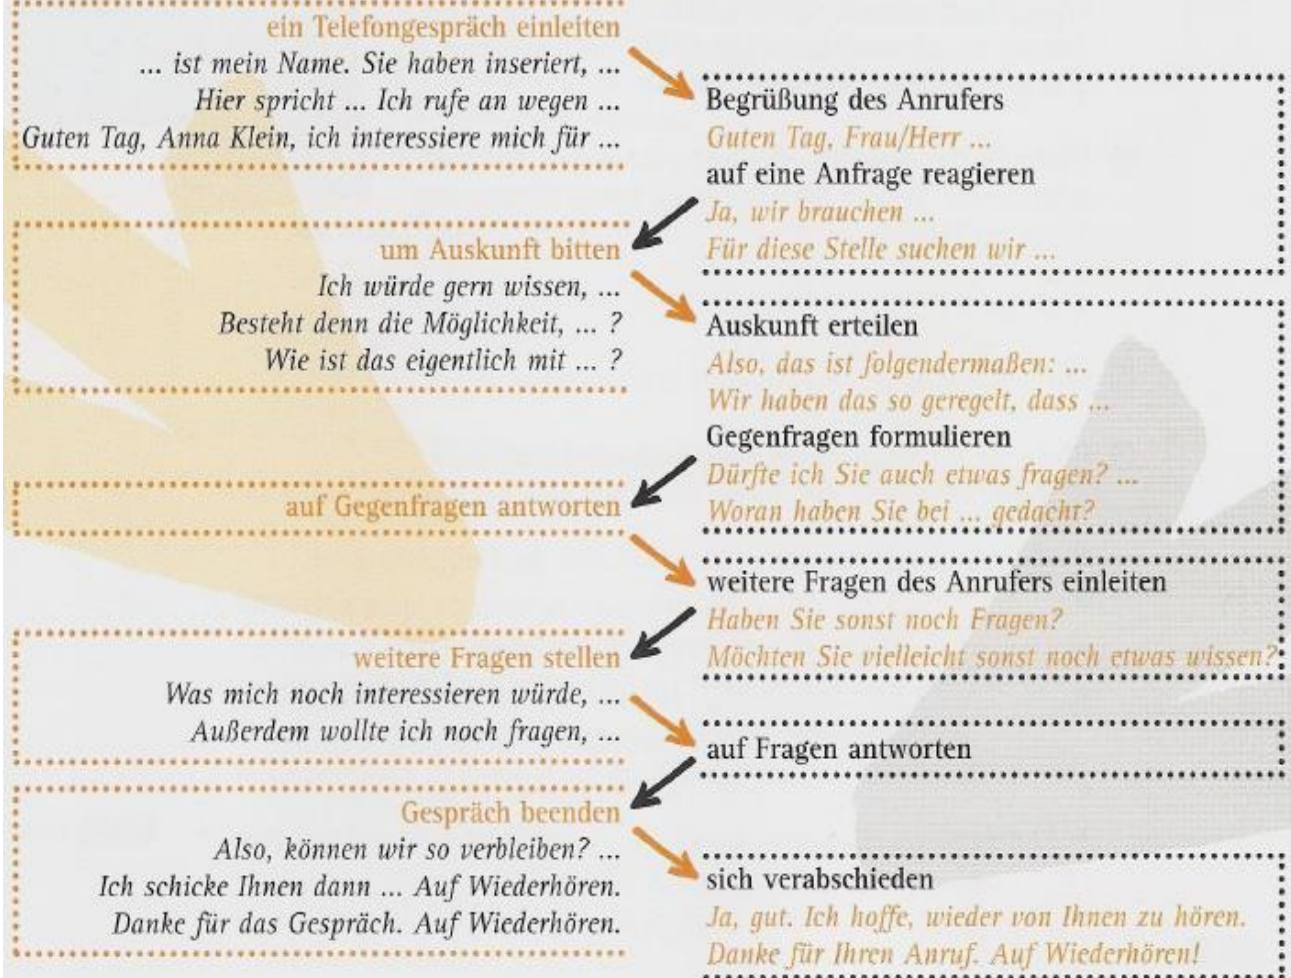 ein Telefongespräch einleiten
... ist mein Name. Sie haben inseriert, ...
Hier spricht ... Ich rufe an wegen ...
Guten Tag, Anna Klein, ich interessiere mich für ...
Begrüßung des Anrufers
Guten Tag, Frau/Herr ...
auf eine Anfrage reagieren
Ja, wir brauchen ...
Für diese Stelle suchen wir ...
um Auskunft bitten
Ich würde gern wissen, ...
Besteht denn die Möglichkeit, ... ?
Wie ist das eigentlich mit ... ?
Auskunft erteilen
Also, das ist folgendermaßen: ...
Wir haben das so geregelt, dass ...
Gegenfragen formulieren
Dürfte ich Sie auch etwas fragen? ...
Woran haben Sie bei ... gedacht?
auf Gegenfragen antworten
weitere Fragen des Anrufers einleiten
Haben Sie sonst noch Fragen?
Möchten Sie vielleicht sonst noch etwas wissen?
weitere Fragen stellen
Was mich noch interessieren würde, ...
Außerdem wollte ich noch fragen, ...
auf Fragen antworten
Gespräch beenden
Also, können wir so verbleiben? ...
Ich schicke Ihnen dann ... Auf Wiederhören.
Danke für das Gespräch. Auf Wiederhören.
sich verabschieden
Ja, gut. Ich hoffe, wieder von Ihnen zu hören.
Danke für Ihren Anruf. Auf Wiederhören!